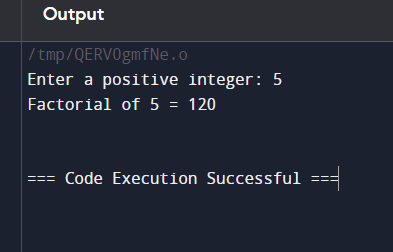 Output
/tmp/QERVOgmfNe.o
Enter a positive integer: 5
Factorial of 5 = 120
=== Code Execution Successful ===